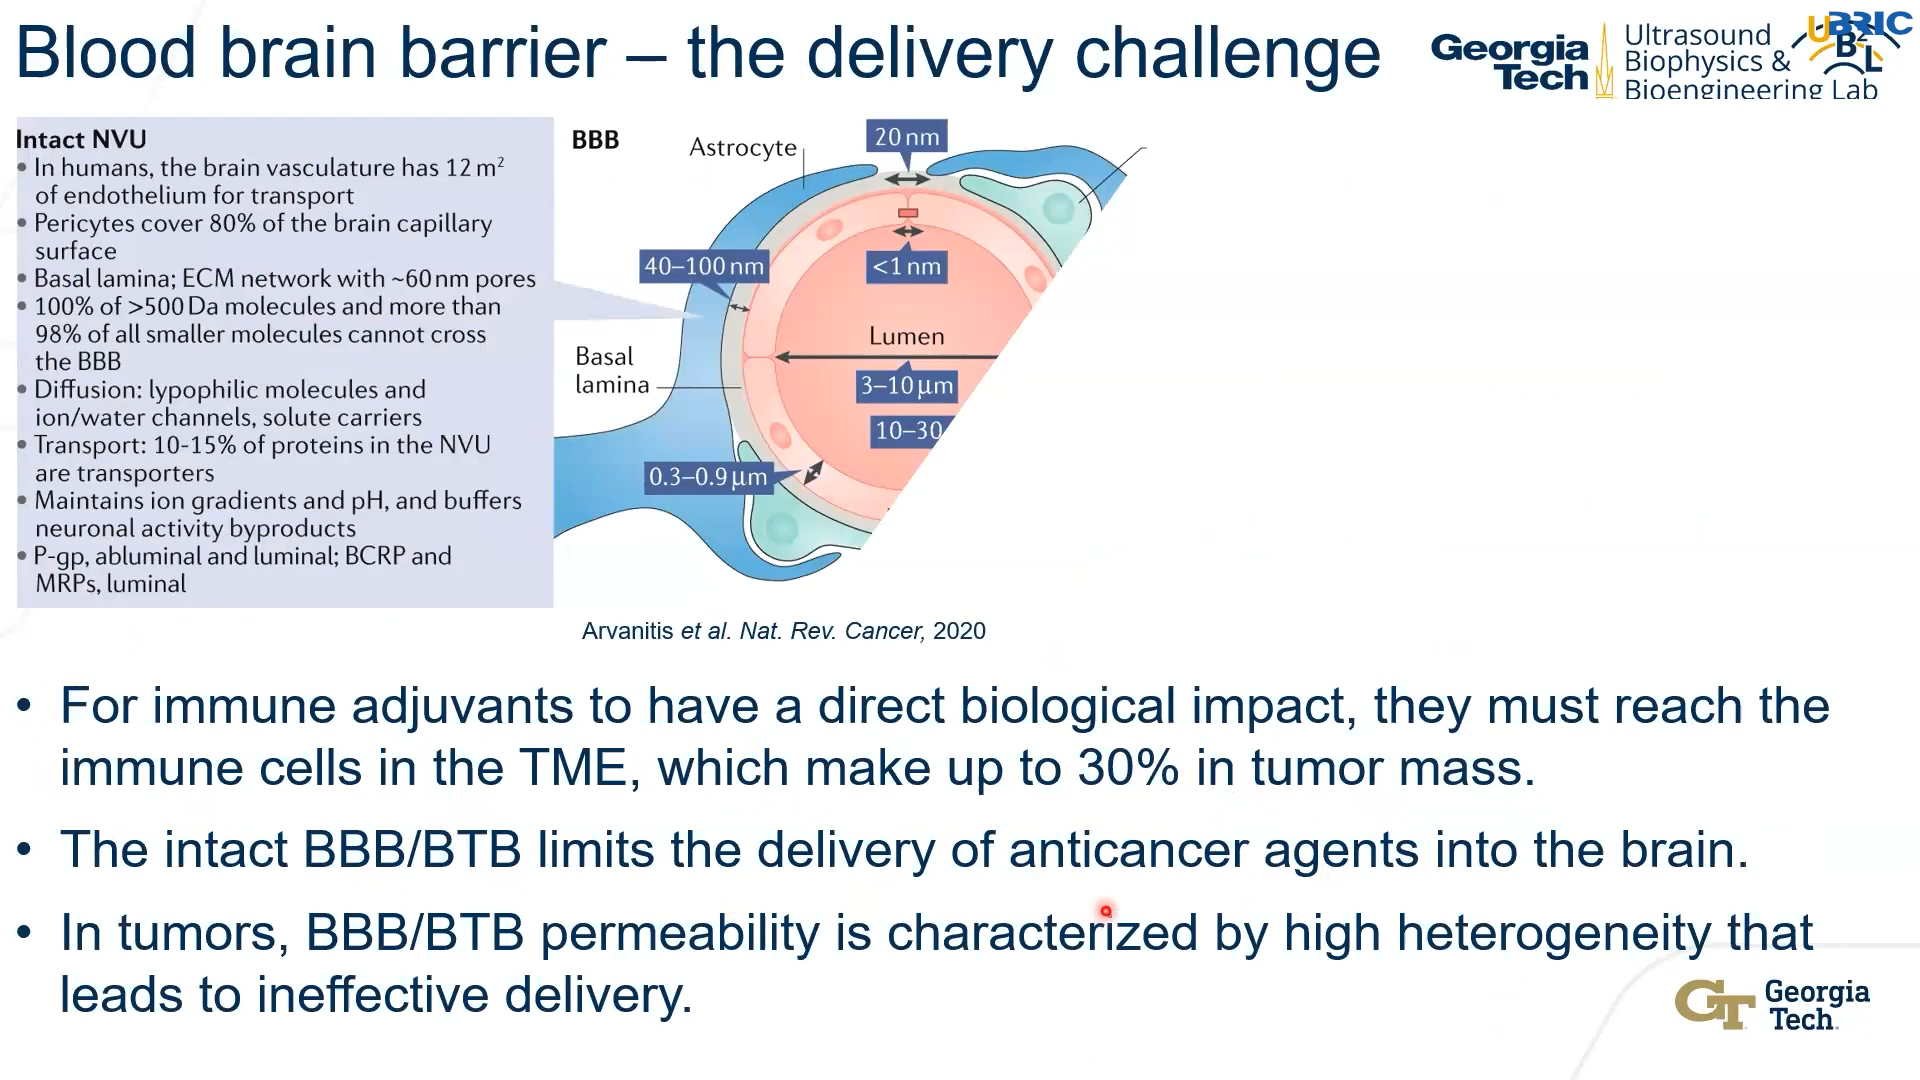 Blood brain barrier – the delivery challenge
Georgia
Tech
Ultrasound
Biophysics &
Bioengineering Lab
UBRIC
B²L
Intact NVU
• In humans, the brain vasculature has 12 m²
of endothelium for transport
• Pericytes cover 80% of the brain capillary
surface
• Basal lamina; ECM network with ~60 nm pores
• 100% of >500 Da molecules and more than
98% of all smaller molecules cannot cross
the BBB
• Diffusion: lypophilic molecules and
ion/water channels, solute carriers
• Transport: 10-15% of proteins in the NVU
are transporters
• Maintains ion gradients and pH, and buffers
neuronal activity byproducts
• P-gp, abluminal and luminal; BCRP and
MRPs, luminal
BBB
Astrocyte
20 nm
40–100 nm
<1 nm
Lumen
Basal
lamina
3–10 μm
10–30
0.3–0.9 μm
Arvanitis et al. Nat. Rev. Cancer, 2020
• For immune adjuvants to have a direct biological impact, they must reach the
immune cells in the TME, which make up to 30% in tumor mass.
• The intact BBB/BTB limits the delivery of anticancer agents into the brain.
• In tumors, BBB/BTB permeability is characterized by high heterogeneity that
leads to ineffective delivery.
GT
Georgia
Tech.